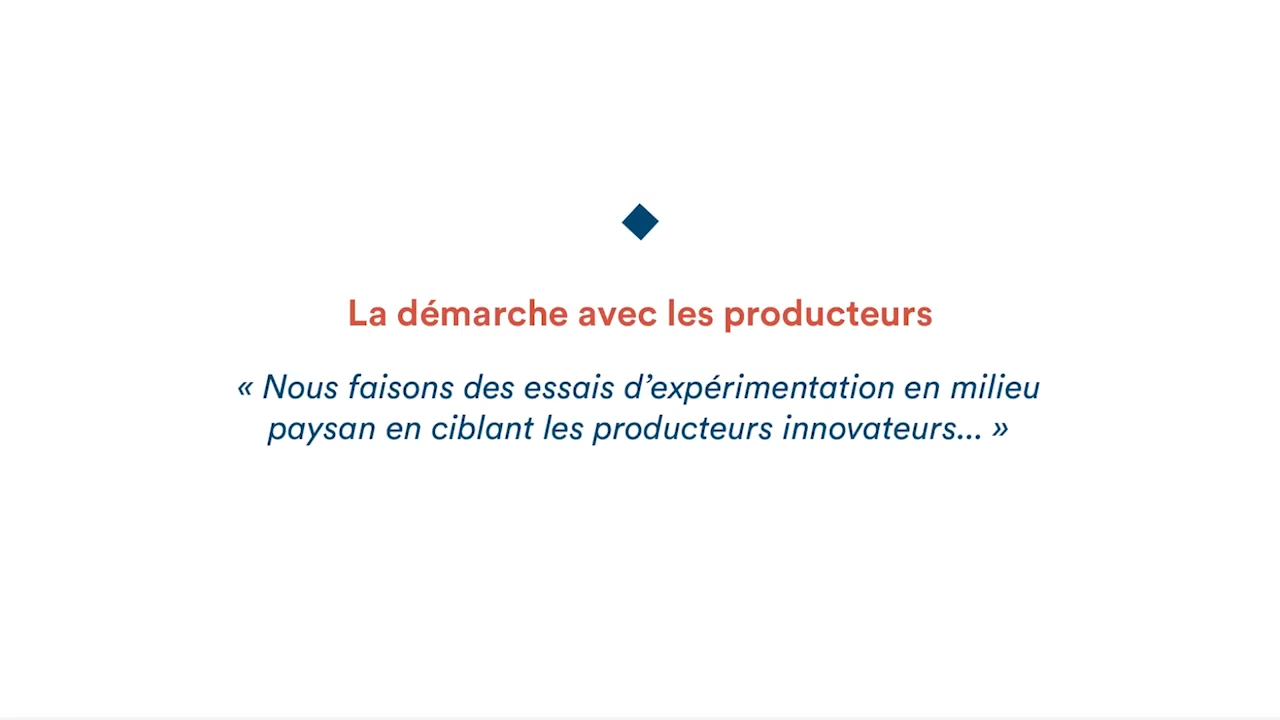 La démarche avec les producteurs
« Nous faisons des essais d’expérimentation en milieu
paysan en ciblant les producteurs innovateurs... »